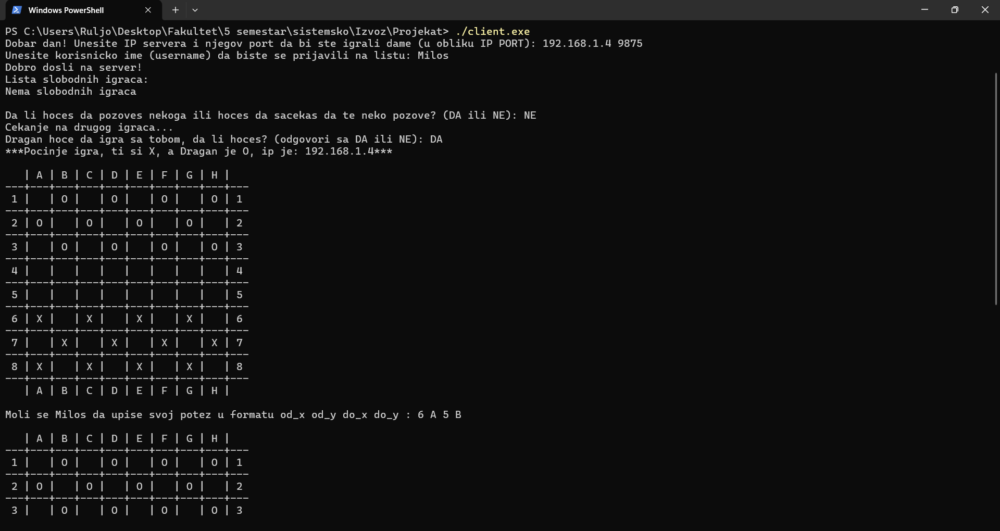 Windows PowerShell
PS C:\Users\Ruljo\Desktop\Fakultet\5 semestar\sistemsko\Izvoz\Projekat> ./client.exe
Dobar dan! Unesite IP servera i njegov port da bi ste igrali dame (u obliku IP PORT): 192.168.1.4 9875
Unesite korisnicko ime (username) da biste se prijavili na listu: Milos
Dobro dosli na server!
Lista slobodnih igraca:
Nema slobodnih igraca

Da li hoces da pozoves nekoga ili hoces da sacekas da te neko pozove? (DA ili NE): NE
Cekanje na drugog igraca...
Dragan hoce da igra sa tobom, da li hoces? (odgovori sa DA ili NE): DA
***Pocinje igra, ti si X, a Dragan je O, ip je: 192.168.1.4***

   | A | B | C | D | E | F | G | H |
---+---+---+---+---+---+---+---+---+---
 1 |   | O |   | O |   | O |   | O | 1
---+---+---+---+---+---+---+---+---+---
 2 | O |   | O |   | O |   | O |   | 2
---+---+---+---+---+---+---+---+---+---
 3 |   | O |   | O |   | O |   | O | 3
---+---+---+---+---+---+---+---+---+---
 4 |   |   |   |   |   |   |   |   | 4
---+---+---+---+---+---+---+---+---+---
 5 |   |   |   |   |   |   |   |   | 5
---+---+---+---+---+---+---+---+---+---
 6 | X |   | X |   | X |   | X |   | 6
---+---+---+---+---+---+---+---+---+---
 7 |   | X |   | X |   | X |   | X | 7
---+---+---+---+---+---+---+---+---+---
 8 | X |   | X |   | X |   | X |   | 8
---+---+---+---+---+---+---+---+---+---
   | A | B | C | D | E | F | G | H |

Moli se Milos da upise svoj potez u formatu od_x od_y do_x do_y : 6 A 5 B

   | A | B | C | D | E | F | G | H |
---+---+---+---+---+---+---+---+---+---
 1 |   | O |   | O |   | O |   | O | 1
---+---+---+---+---+---+---+---+---+---
 2 | O |   | O |   | O |   | O |   | 2
---+---+---+---+---+---+---+---+---+---
 3 |   | O |   | O |   | O |   | O | 3